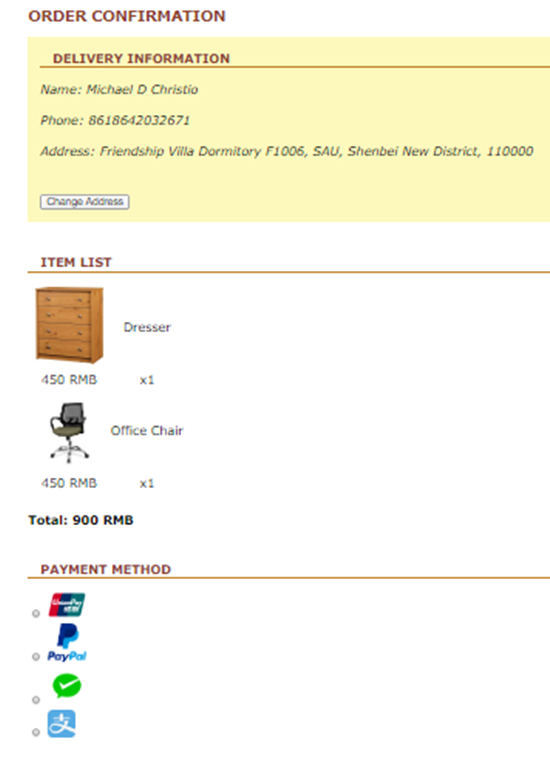 ORDER CONFIRMATION
DELIVERY INFORMATION
Name: Michael D Christio
Phone: 8618642032671
Address: Friendship Villa Dormitory F1006, SAU, Shenbei New District, 110000
Change Address
ITEM LIST
Dresser
450 RMB x1
Office Chair
450 RMB x1
Total: 900 RMB
PAYMENT METHOD
UnionPay
PayPal
支